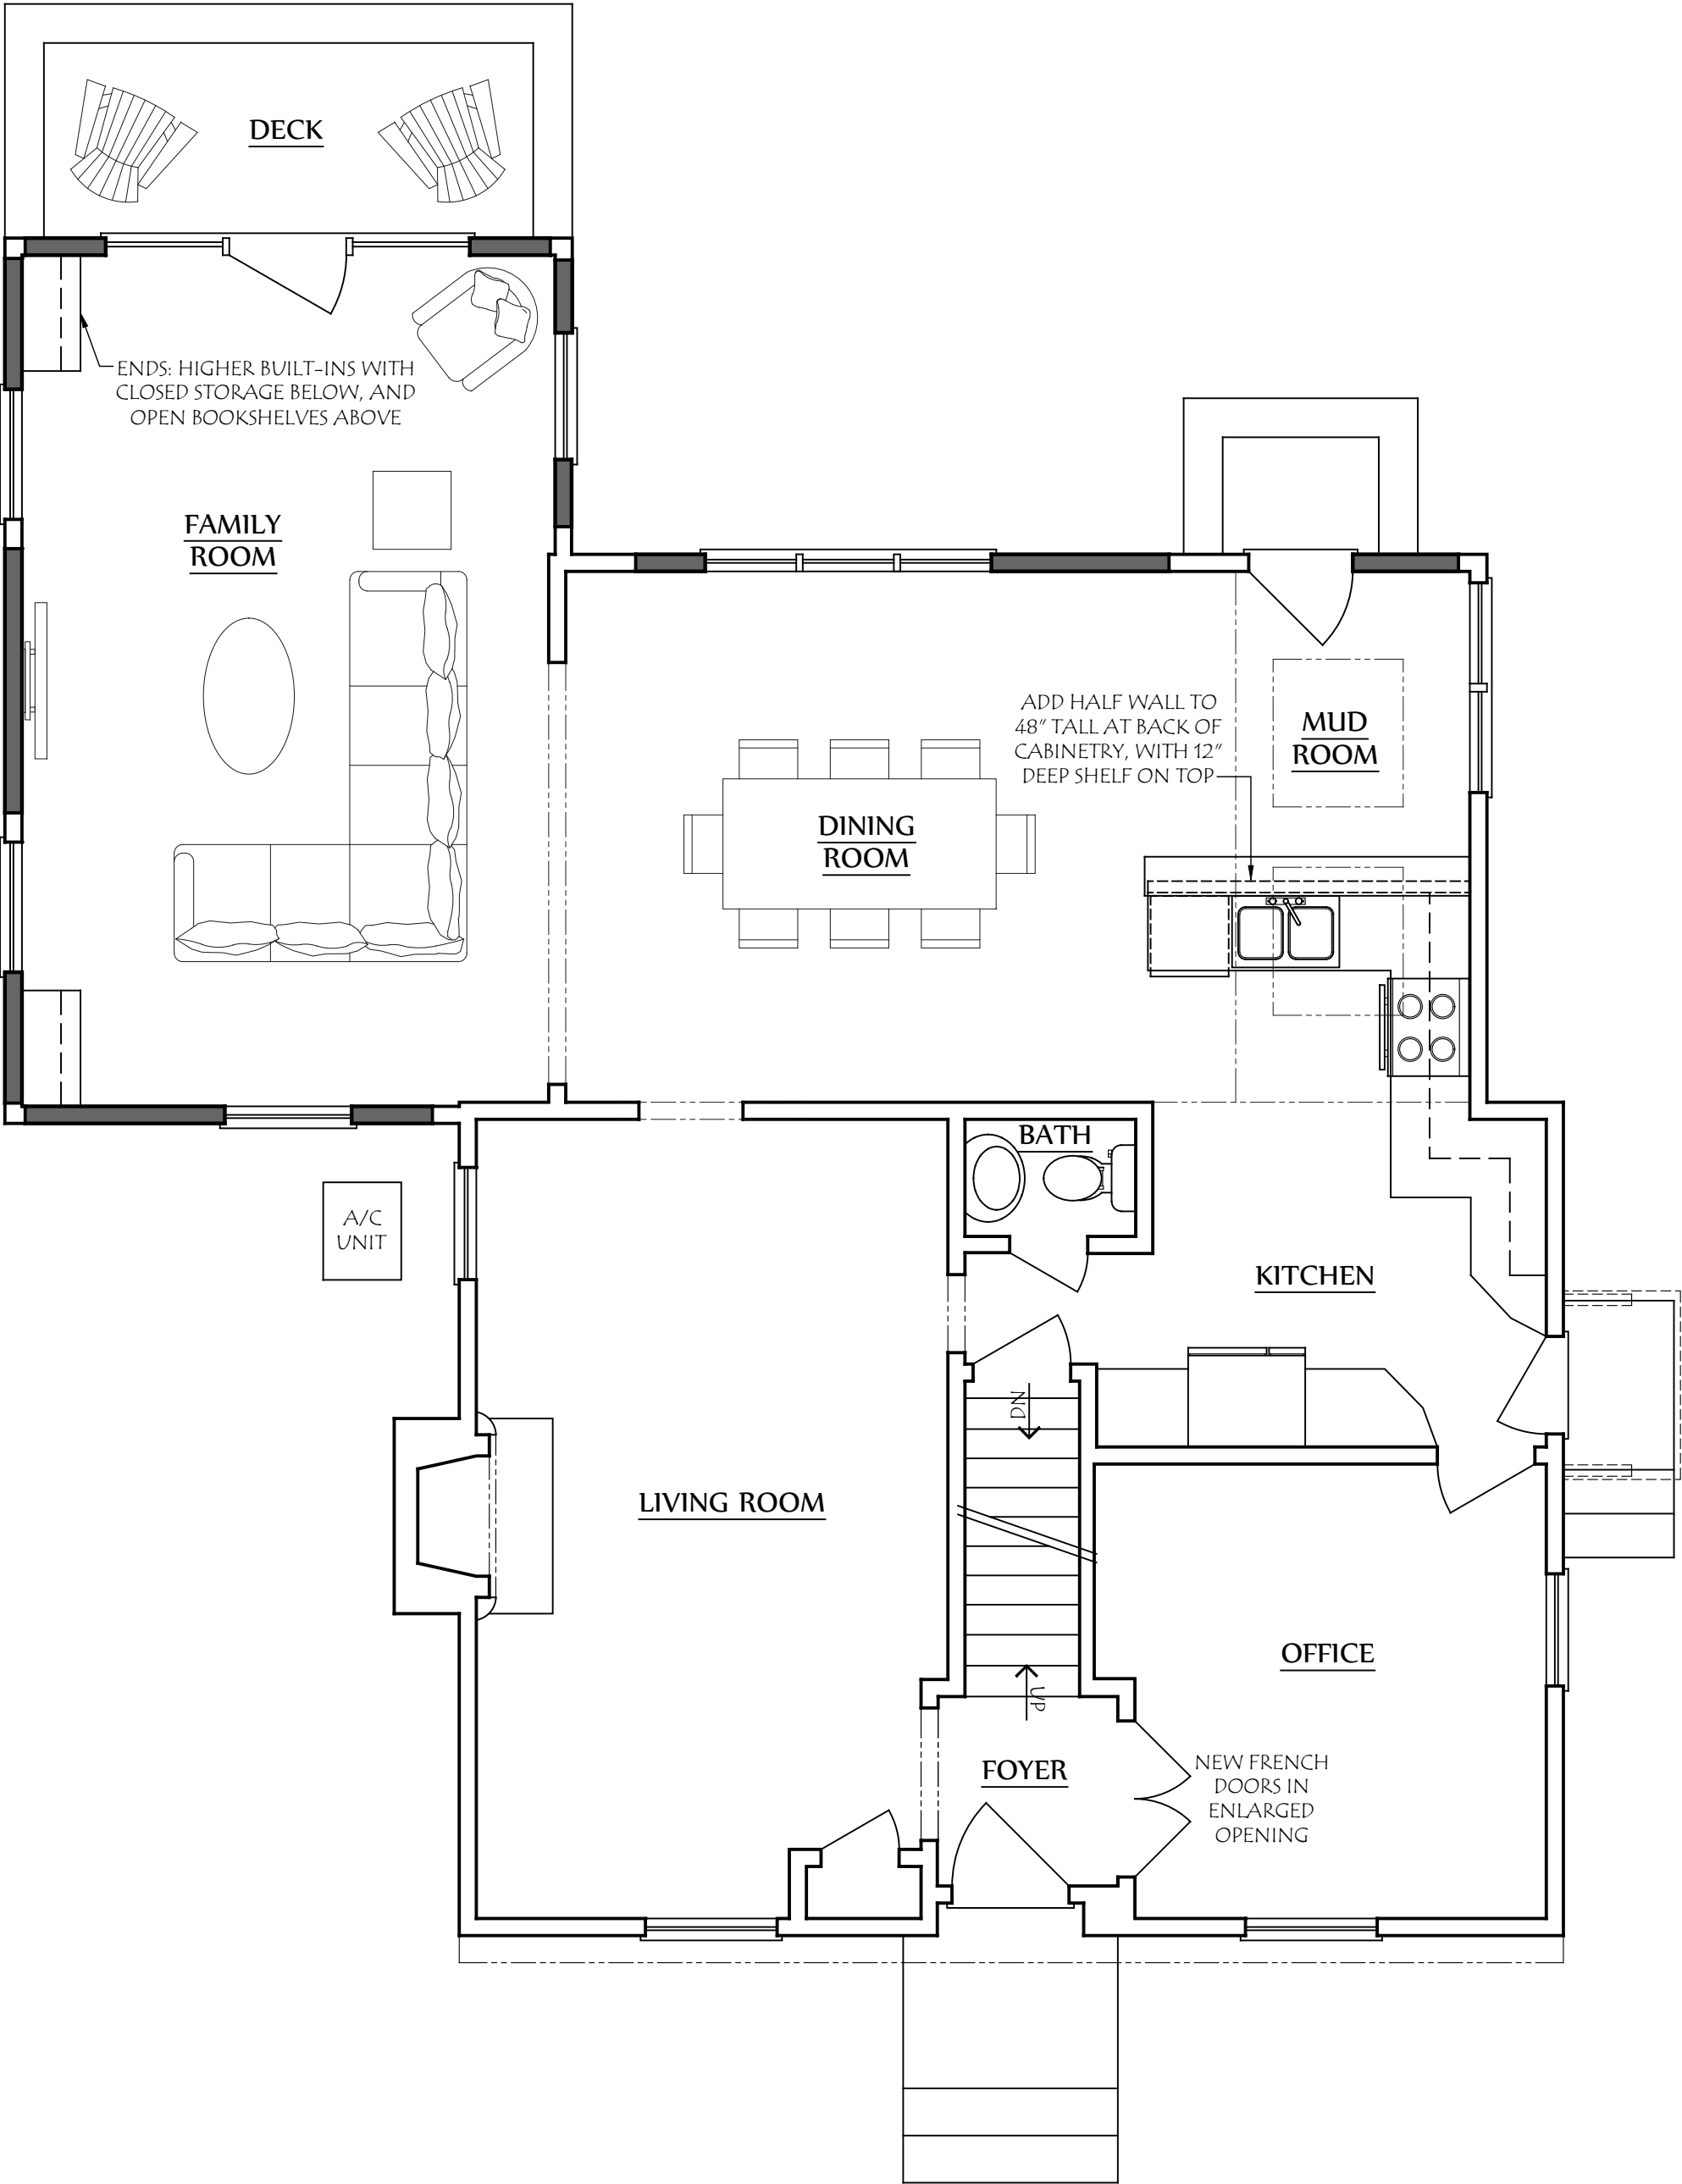 DECK
ENDS: HIGHER BUILT-INS WITH
CLOSED STORAGE BELOW, AND
OPEN BOOKSHELVES ABOVE
FAMILY
ROOM
ADD HALF WALL TO
48" TALL AT BACK OF
CABINETRY, WITH 12"
DEEP SHELF ON TOP
MUD
ROOM
DINING
ROOM
BATH
A/C
UNIT
KITCHEN
DN
LIVING ROOM
OFFICE
UP
FOYER
NEW FRENCH
DOORS IN
ENLARGED
OPENING